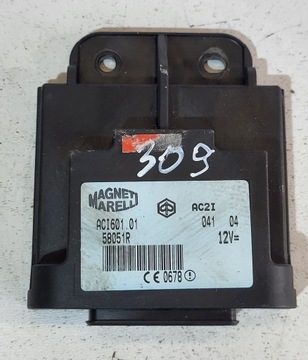 309
MAGNETI
MARELLI
AC2I
ACI601.01
041 04
58051R
12V=
CE 0678